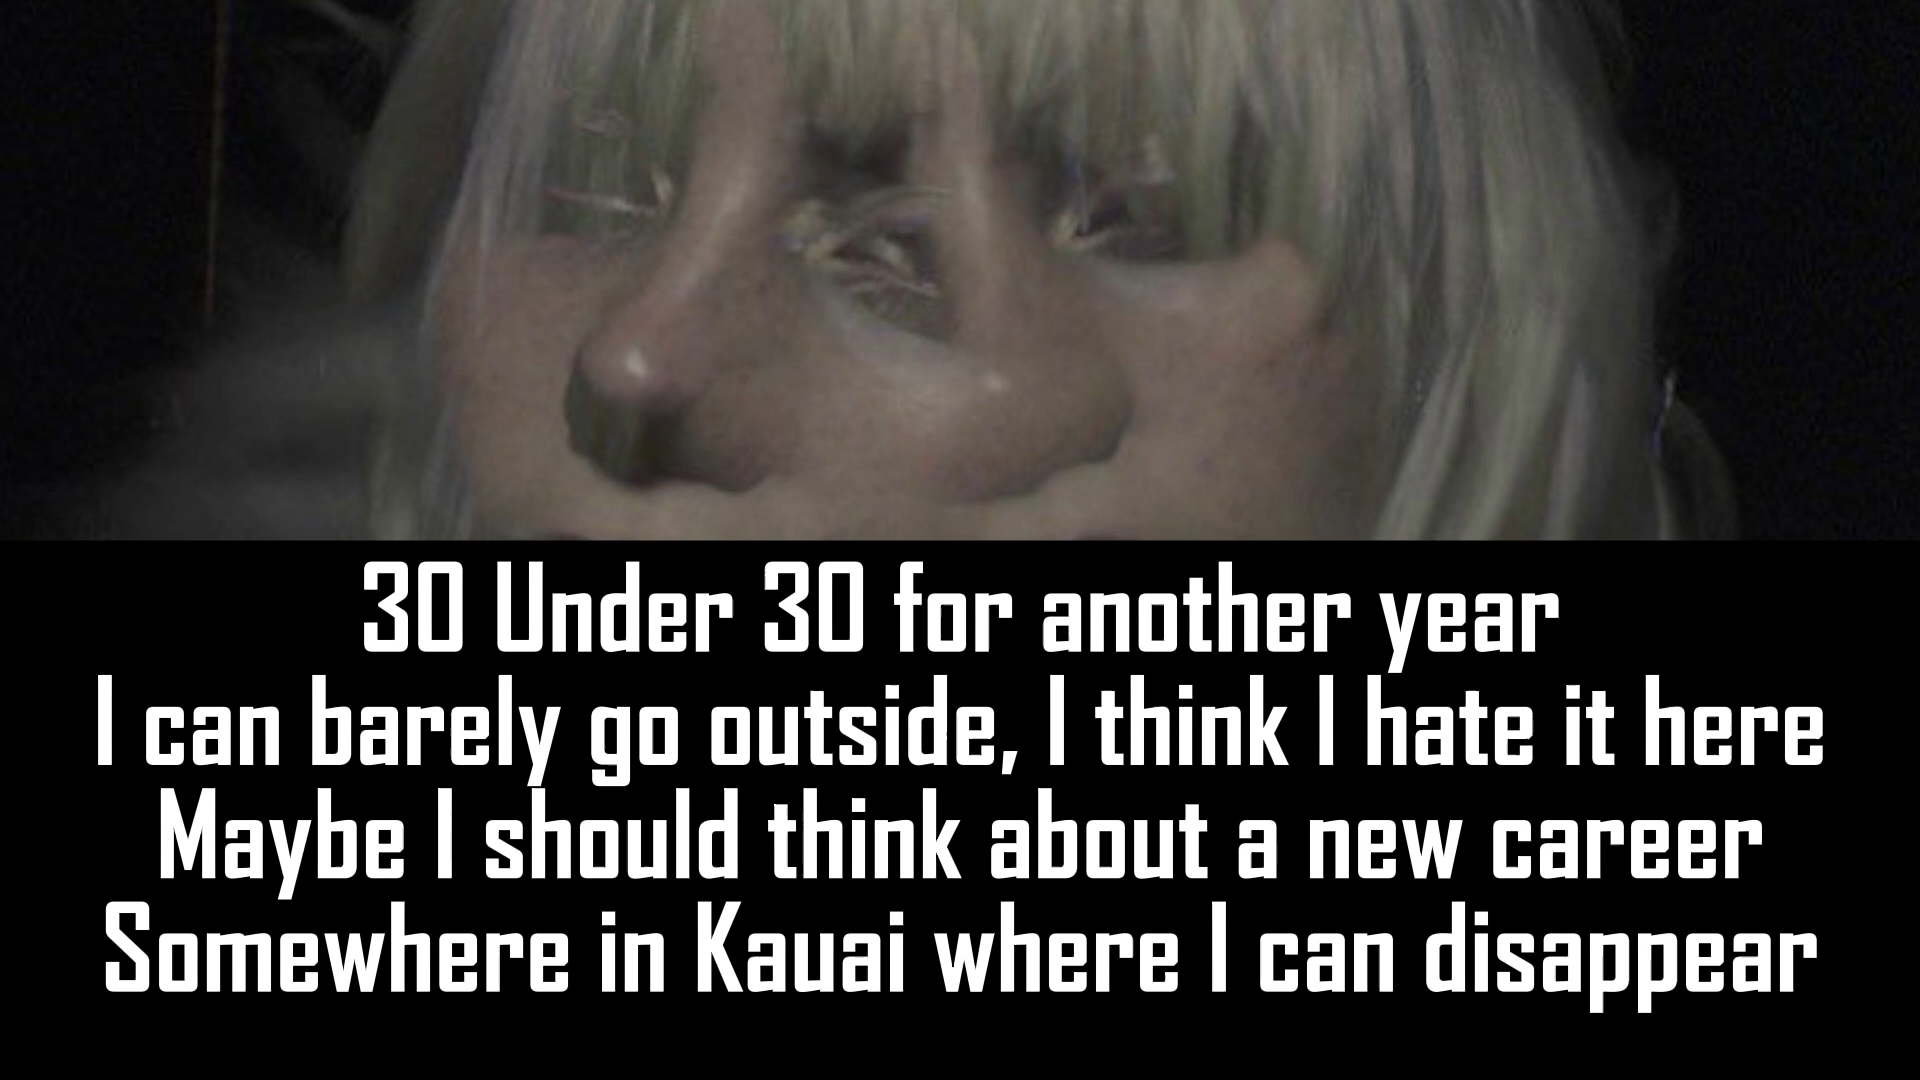 30 Under 30 for another year
I can barely go outside, I think I hate it here
Maybe I should think about a new career
Somewhere in Kauai where I can disappear